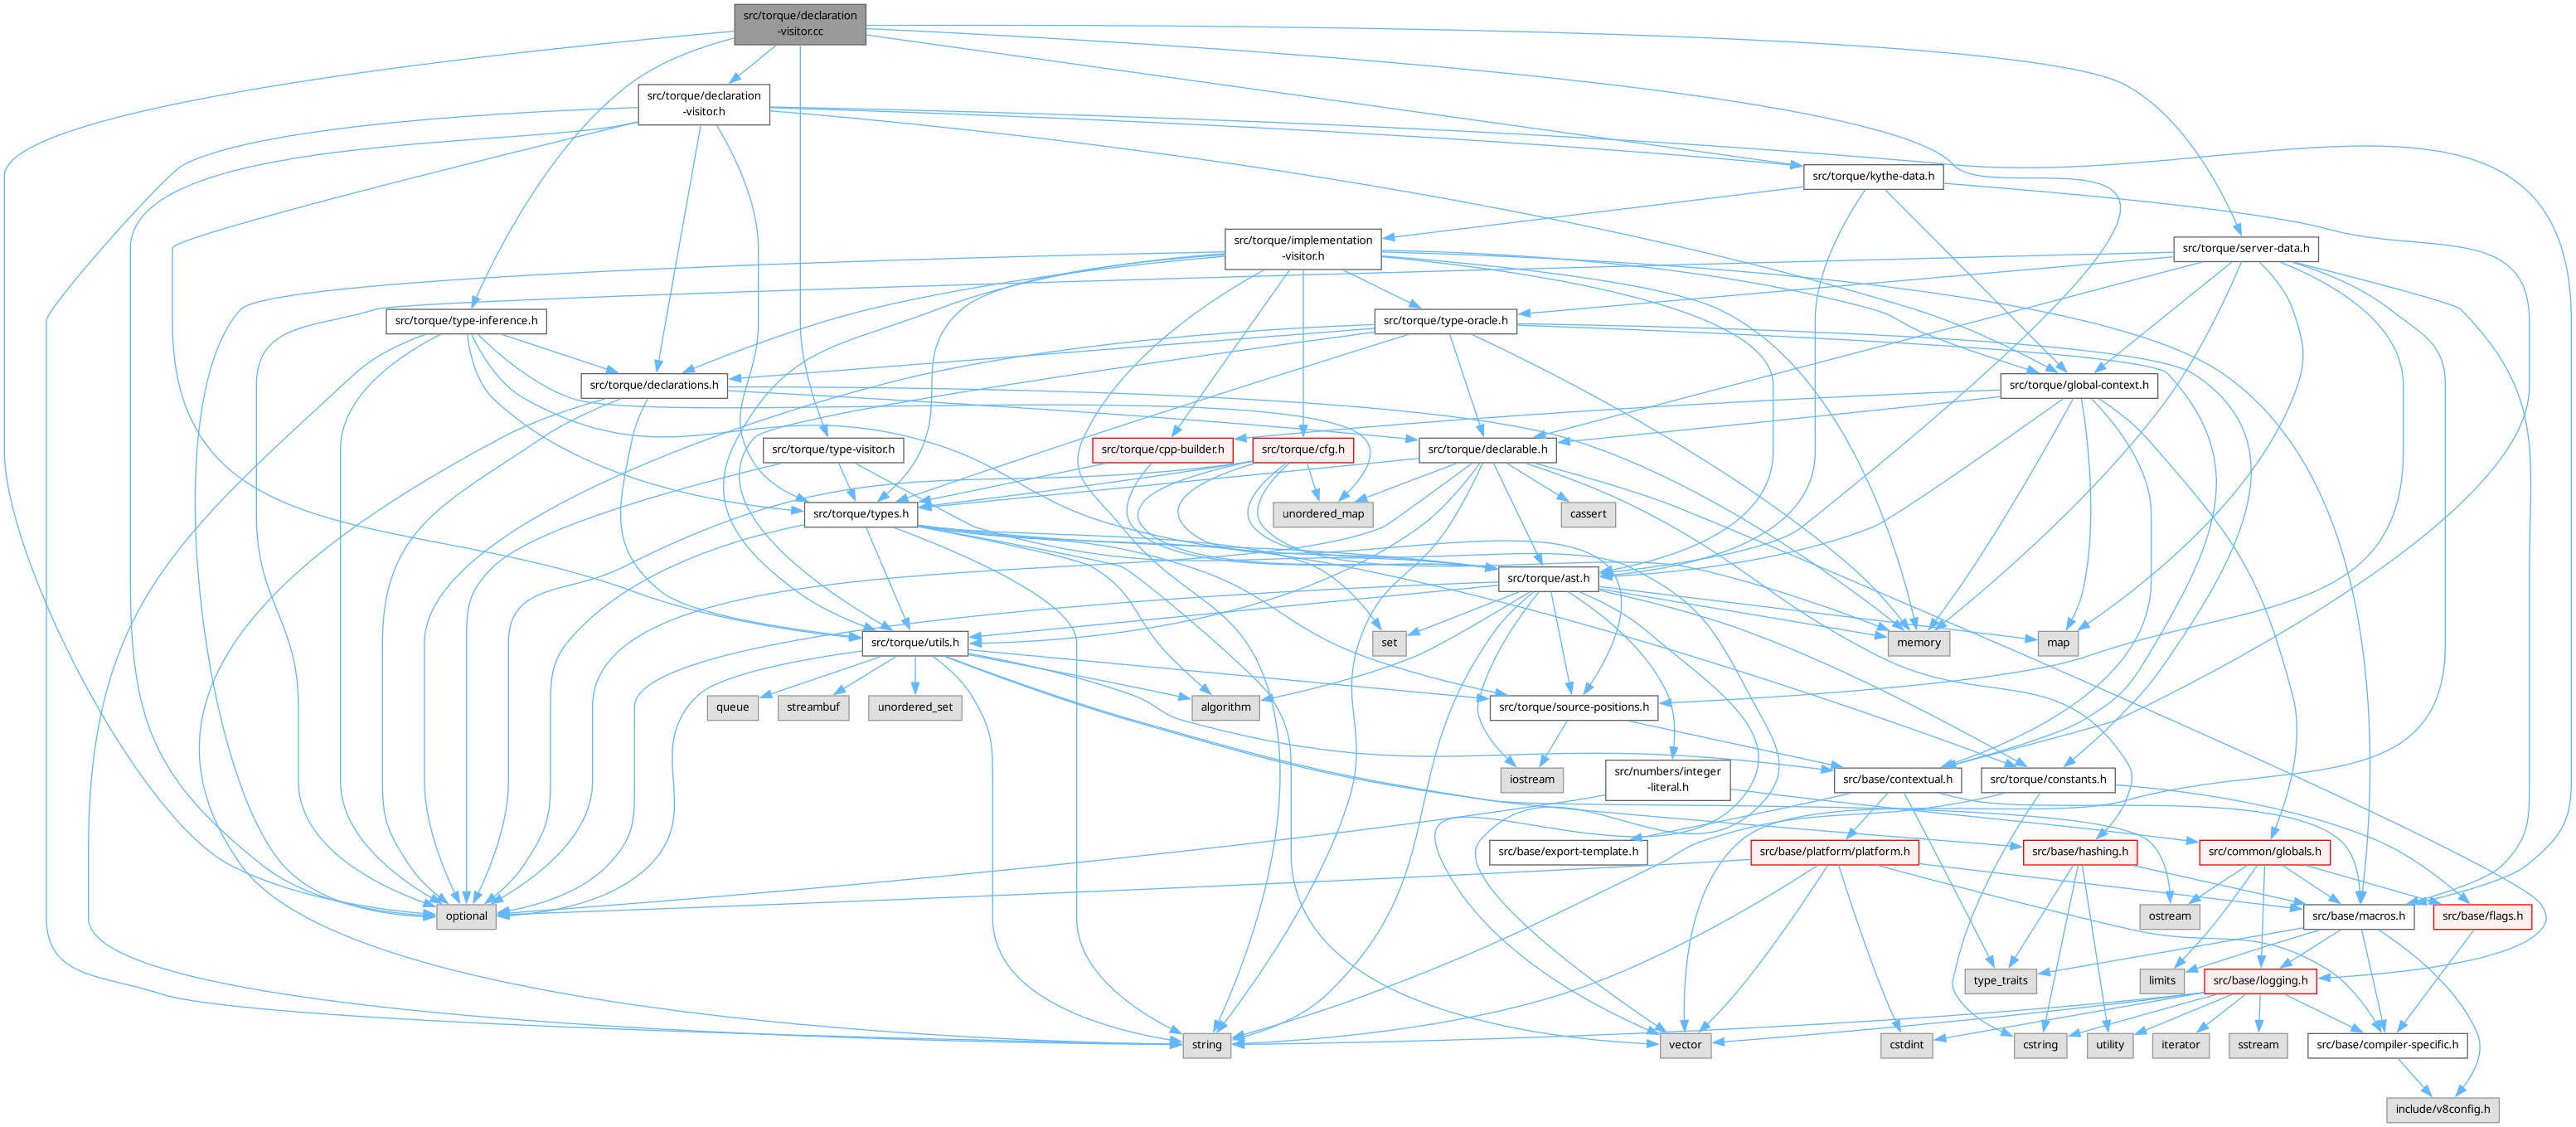 src/torque/declaration
-visitor.cc
src/torque/declaration
-visitor.h
src/torque/kythe-data.h
src/torque/implementation
-visitor.h
src/torque/server-data.h
src/torque/type-inference.h
src/torque/type-oracle.h
src/torque/declarations.h
src/torque/global-context.h
src/torque/type-visitor.h
src/torque/cpp-builder.h
src/torque/cfg.h
src/torque/declarable.h
src/torque/types.h
unordered_map
cassert
src/torque/ast.h
src/torque/utils.h
set
memory
map
queue
streambuf
unordered_set
algorithm
src/torque/source-positions.h
iostream
src/numbers/integer
-literal.h
src/base/contextual.h
src/torque/constants.h
src/base/export-template.h
src/base/platform/platform.h
src/base/hashing.h
src/common/globals.h
optional
ostream
src/base/macros.h
src/base/flags.h
type_traits
limits
src/base/logging.h
string
vector
cstdint
cstring
utility
iterator
sstream
src/base/compiler-specific.h
include/v8config.h